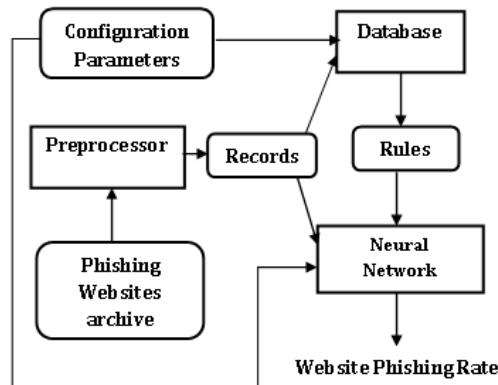 Configuration
Parameters
Database
Preprocessor
Records
Rules
Phishing
Websites
archive
Neural
Network
Website Phishing Rate